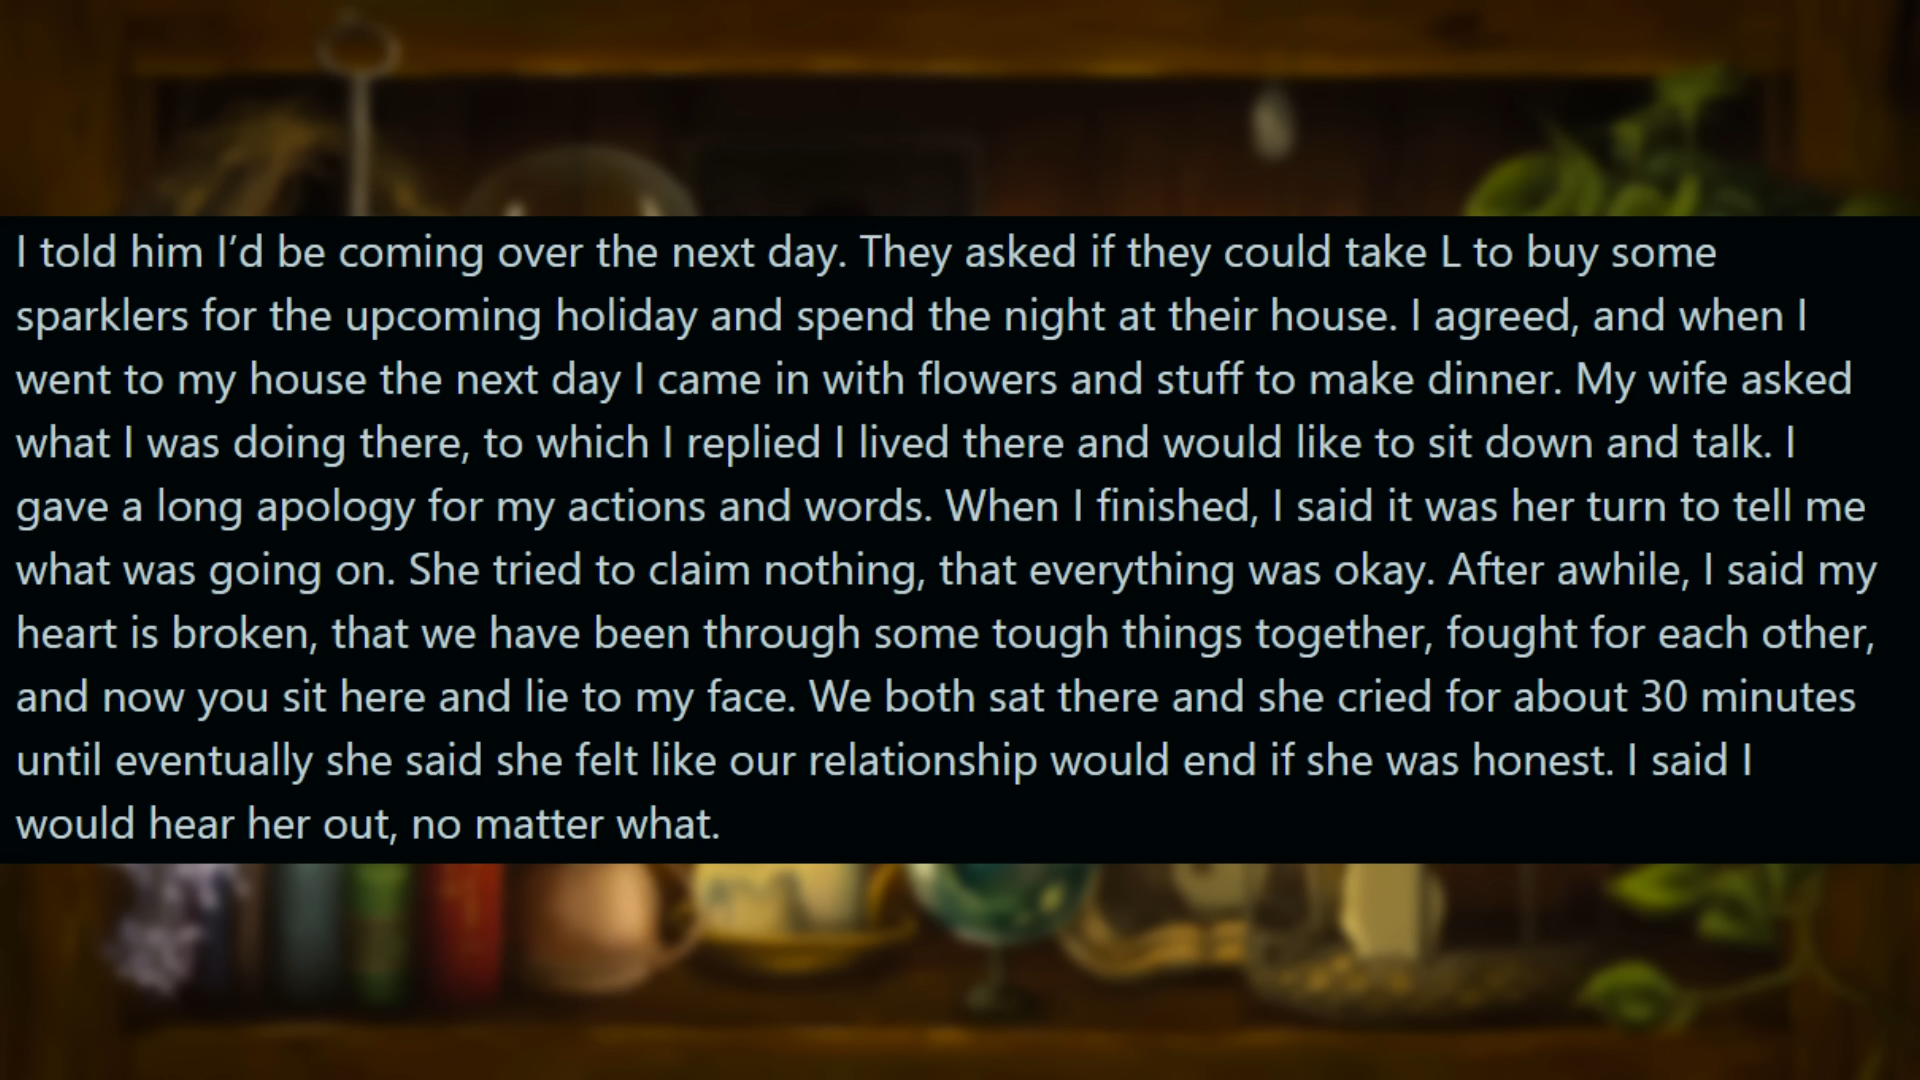 I told him I’d be coming over the next day. They asked if they could take L to buy some
sparklers for the upcoming holiday and spend the night at their house. I agreed, and when I
went to my house the next day I came in with flowers and stuff to make dinner. My wife asked
what I was doing there, to which I replied I lived there and would like to sit down and talk. I
gave a long apology for my actions and words. When I finished, I said it was her turn to tell me
what was going on. She tried to claim nothing, that everything was okay. After awhile, I said my
heart is broken, that we have been through some tough things together, fought for each other,
and now you sit here and lie to my face. We both sat there and she cried for about 30 minutes
until eventually she said she felt like our relationship would end if she was honest. I said I
would hear her out, no matter what.